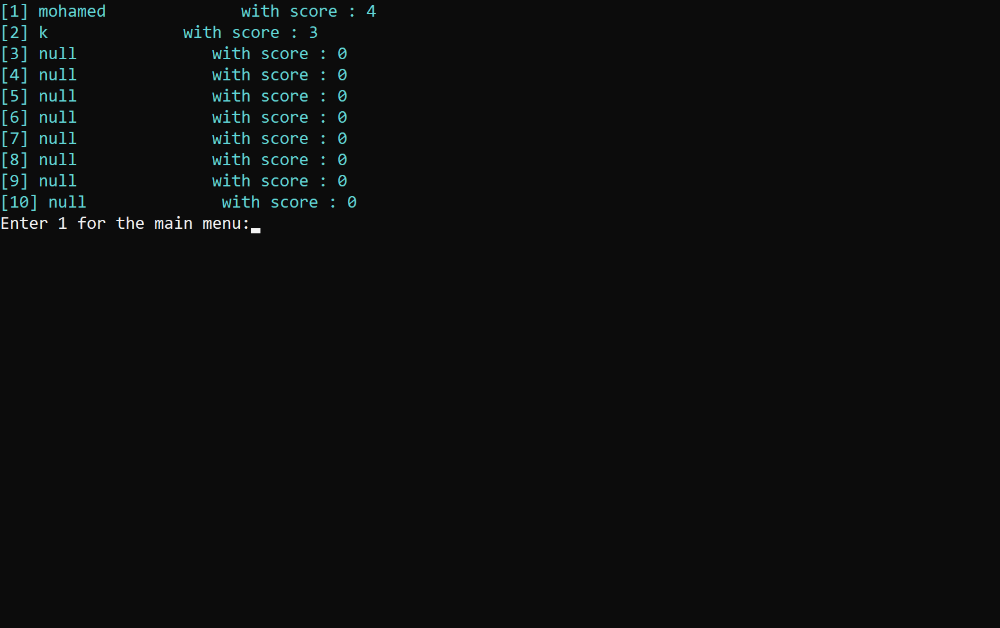 [1] mohamed              with score : 4
[2] k              with score : 3
[3] null              with score : 0
[4] null              with score : 0
[5] null              with score : 0
[6] null              with score : 0
[7] null              with score : 0
[8] null              with score : 0
[9] null              with score : 0
[10] null              with score : 0
Enter 1 for the main menu: